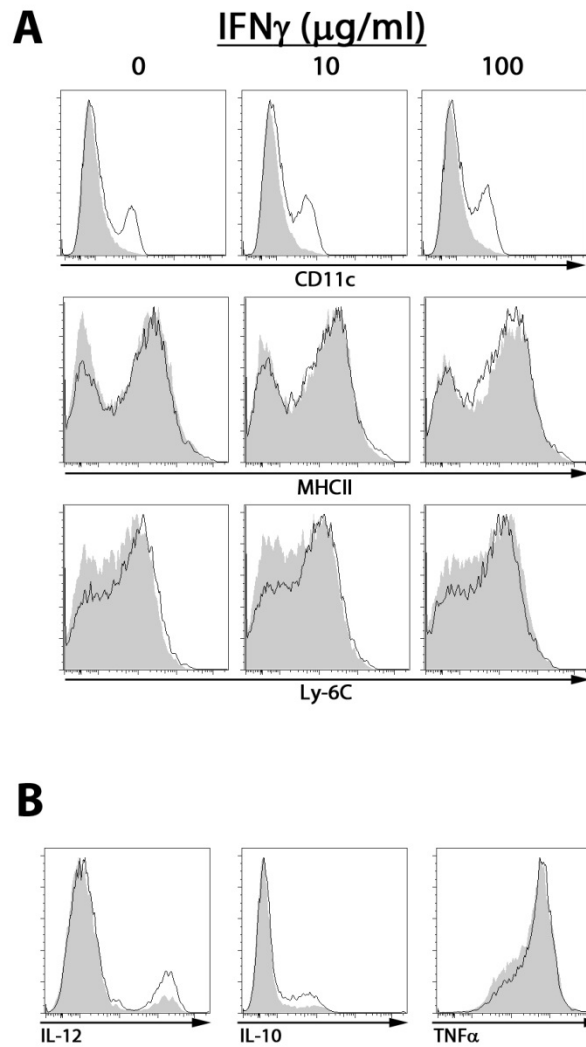 A
IFNγ (μg/ml)
0 10 100
CD11c
MHCII
Ly-6C
B
IL-12 IL-10 TNFα